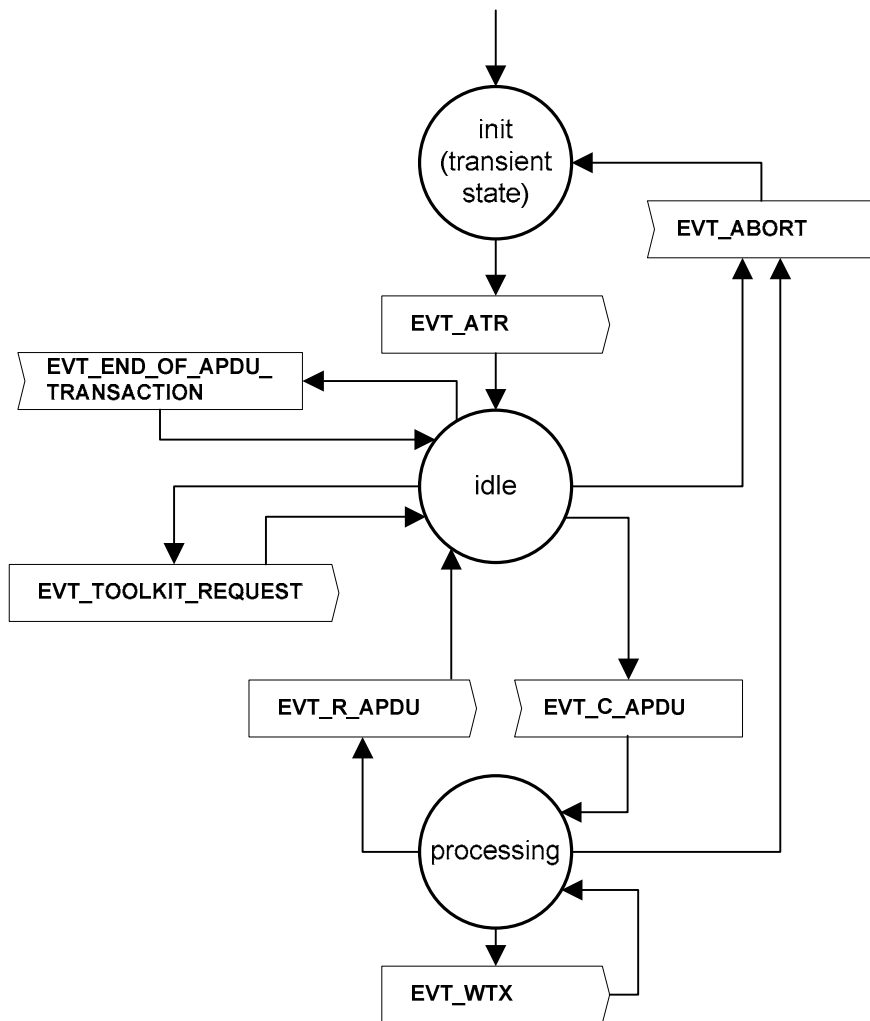 init
(transient
state)
EVT_ABORT
EVT_ATR
EVT_END_OF_APDU_
TRANSACTION
idle
EVT_TOOLKIT_REQUEST
EVT_R_APDU
EVT_C_APDU
processing
EVT_WTX